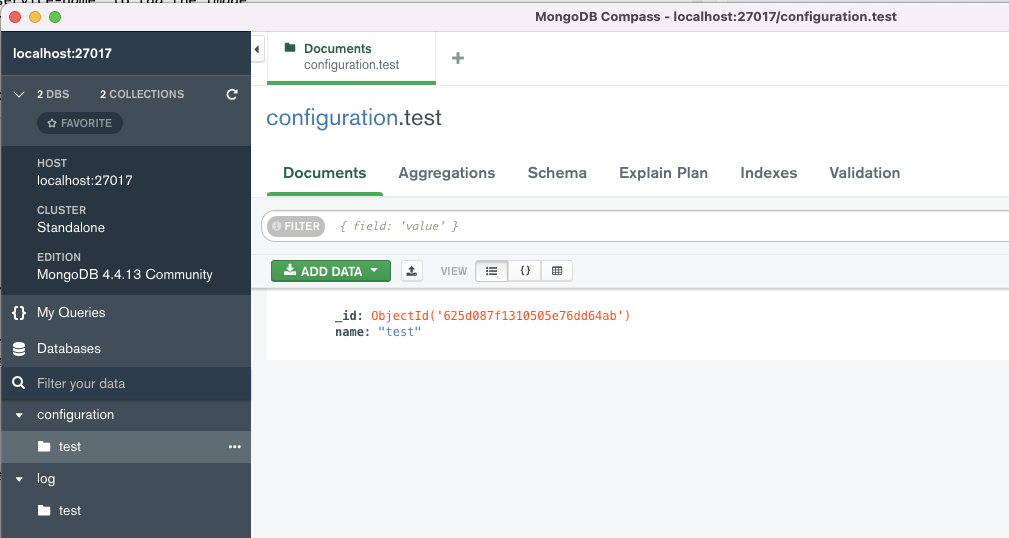 MongoDB Compass - localhost:27017/configuration.test
localhost:27017
2 DBS 2 COLLECTIONS
FAVORITE
HOST
localhost:27017
CLUSTER
Standalone
EDITION
MongoDB 4.4.13 Community
My Queries
Databases
Filter your data
configuration
test
log
test
Documents
configuration.test
configuration.test
Documents Aggregations Schema Explain Plan Indexes Validation
FILTER { field: 'value' }
ADD DATA VIEW
_id: ObjectId('625d087f1310505e76dd64ab')
name: "test"